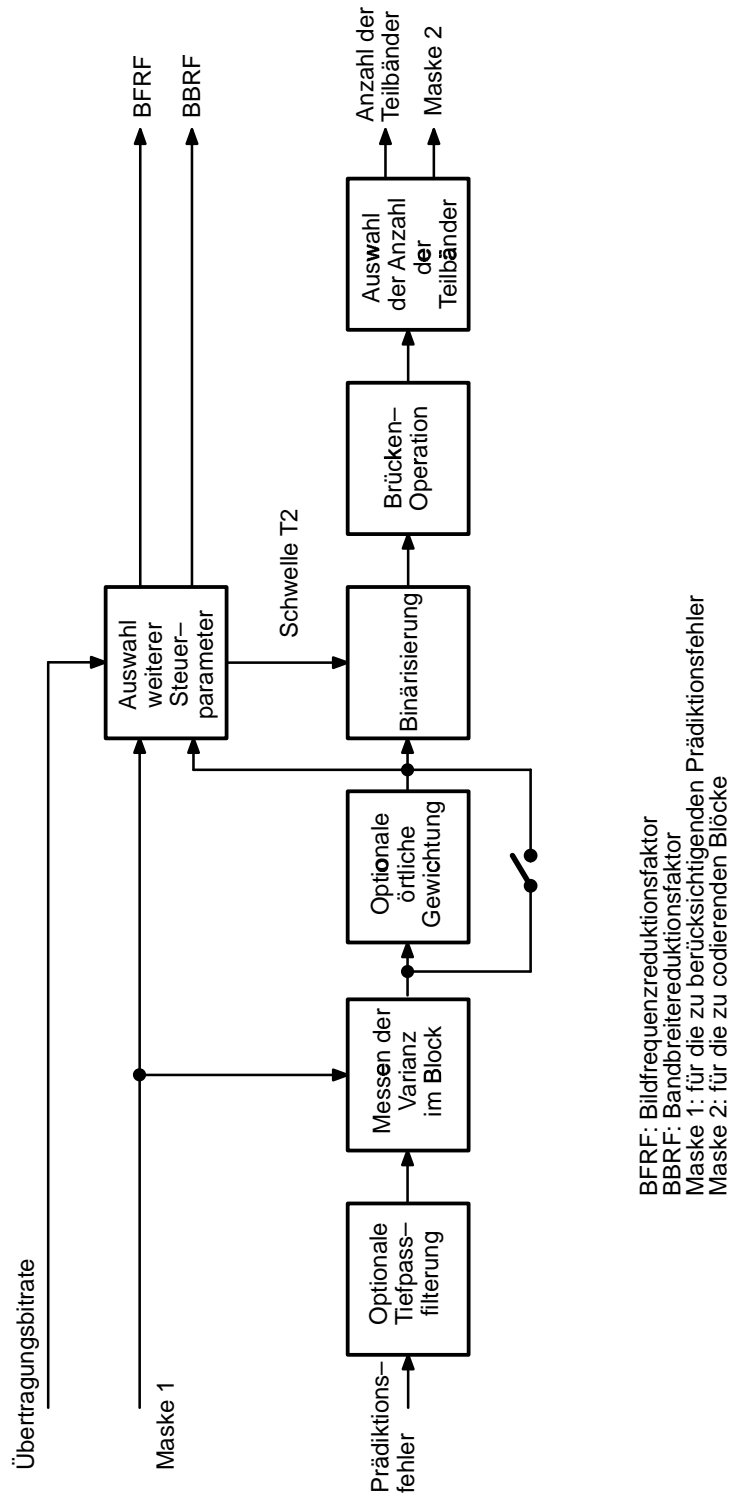 Übertragungsbitrate
Maske 1
Prädiktions–
fehler
Optionale
Tiefpass–
filterung
Messen der
Varianz
im Block
Optionale
örtliche
Gewichtung
Auswahl
weiterer
Steuer–
parameter
Schwelle T2
Binärisierung
Brücken–
Operation
Auswahl
der Anzahl
der
Teilbänder
BFRF
BBRF
Anzahl der
Teilbänder
Maske 2
BFRF: Bildfrequenzreduktionsfaktor
BBRF: Bandbreitereduktionsfaktor
Maske 1: für die zu berücksichtigenden Prädiktionsfehler
Maske 2: für die zu codierenden Blöcke